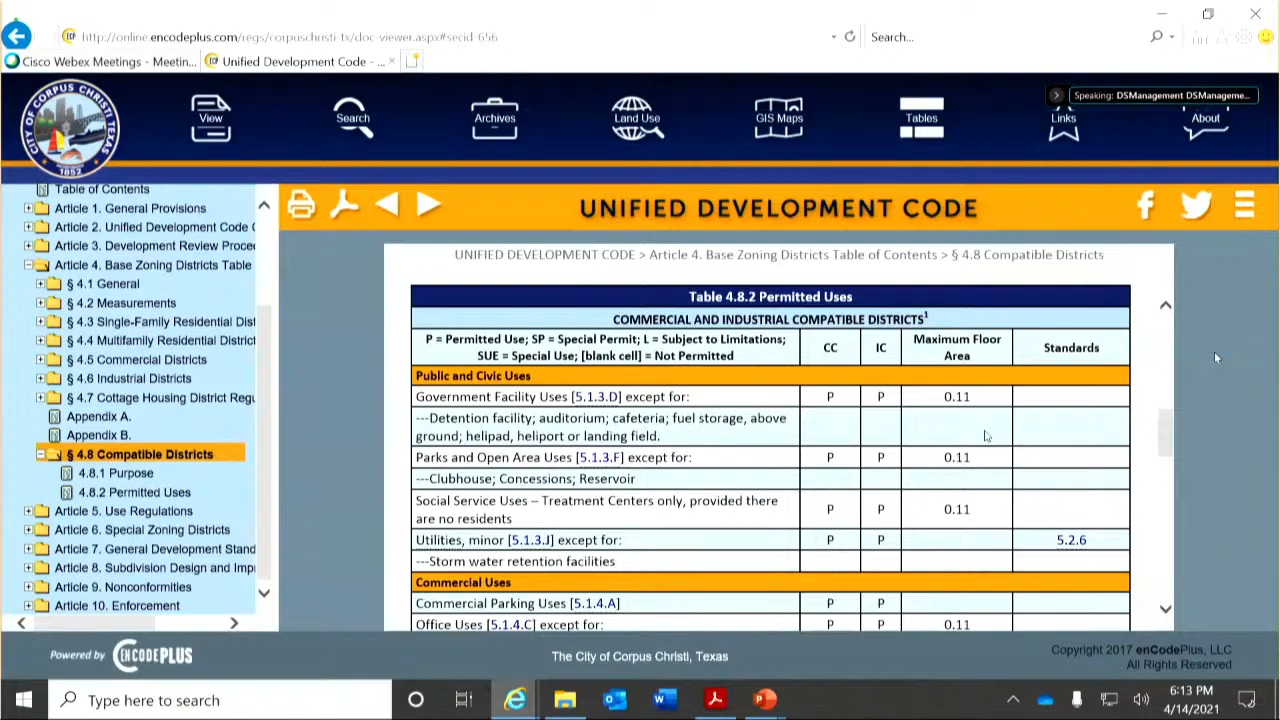 http://online.encodeplus.com/regs/corpuschristi-tx/doc-viewer.aspx#secid-656
Search...
Cisco Webex Meetings - Meetin...
Unified Development Code - ...
CITY OF CORPUS CHRISTI, TEXAS
1852
View
Search
Archives
Land Use
GIS Maps
Tables
Links
About
Speaking: DSManagement DSManageme...
UNIFIED DEVELOPMENT CODE
Table of Contents
Article 1. General Provisions
Article 2. Unified Development Code
Article 3. Development Review Proce
Article 4. Base Zoning Districts Table
§ 4.1 General
§ 4.2 Measurements
§ 4.3 Single-Family Residential Dist
§ 4.4 Multifamily Residential District
§ 4.5 Commercial Districts
§ 4.6 Industrial Districts
§ 4.7 Cottage Housing District Regu
Appendix A.
Appendix B.
§ 4.8 Compatible Districts
4.8.1 Purpose
4.8.2 Permitted Uses
Article 5. Use Regulations
Article 6. Special Zoning Districts
Article 7. General Development Stand
Article 8. Subdivision Design and Imp
Article 9. Nonconformities
Article 10. Enforcement
UNIFIED DEVELOPMENT CODE > Article 4. Base Zoning Districts Table of Contents > § 4.8 Compatible Districts
Table 4.8.2 Permitted Uses
COMMERCIAL AND INDUSTRIAL COMPATIBLE DISTRICTS1
P = Permitted Use; SP = Special Permit; L = Subject to Limitations;
SUE = Special Use; [blank cell] = Not Permitted
CC
IC
Maximum Floor
Area
Standards
Public and Civic Uses
Government Facility Uses [5.1.3.D] except for: P P 0.11
---Detention facility; auditorium; cafeteria; fuel storage, above
ground; helipad, heliport or landing field.
Parks and Open Area Uses [5.1.3.F] except for: P P 0.11
---Clubhouse; Concessions; Reservoir
Social Service Uses – Treatment Centers only, provided there
are no residents P P 0.11
Utilities, minor [5.1.3.J] except for: P P 5.2.6
---Storm water retention facilities
Commercial Uses
Commercial Parking Uses [5.1.4.A] P P
Office Uses [5.1.4.C] except for: P P 0.11
Powered by ENCODEPLUS
The City of Corpus Christi, Texas
Copyright 2017 enCodePlus, LLC
All Rights Reserved
Type here to search
6:13 PM
4/14/2021